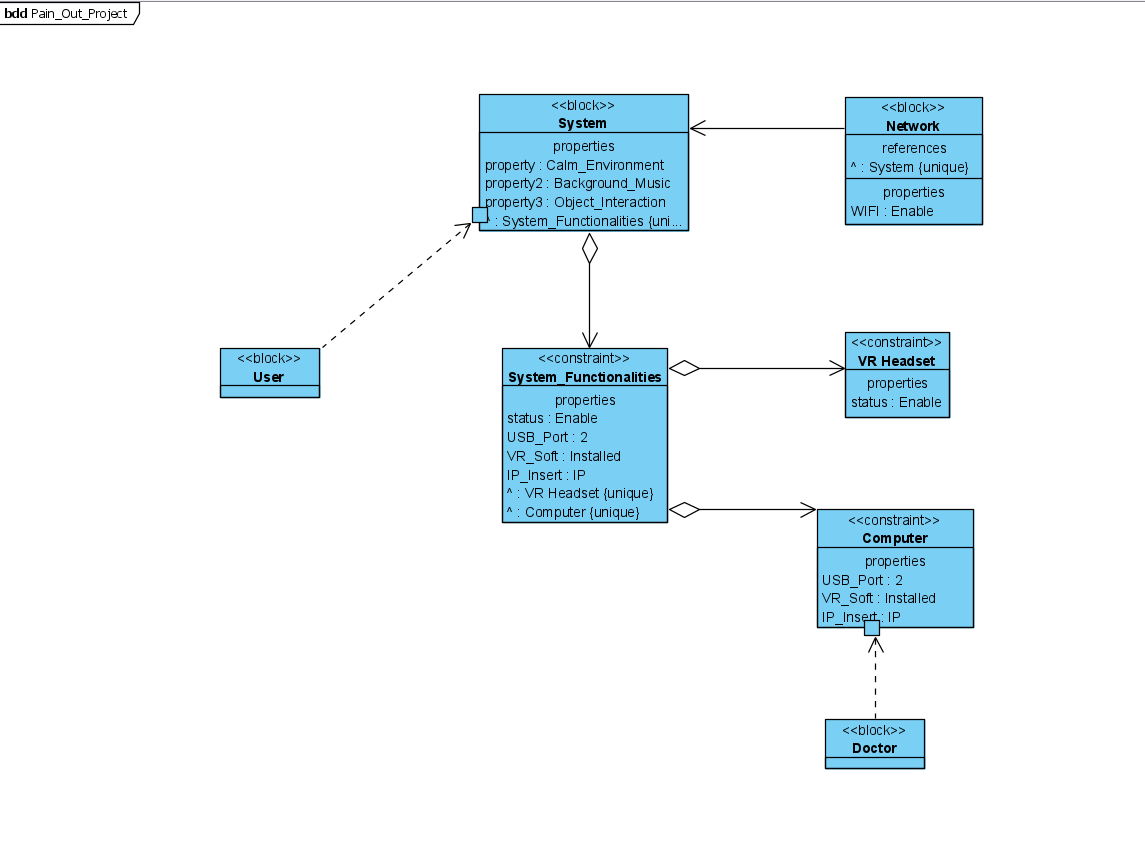 bdd Pain_Out_Project
<<block>>
System
properties
property : Calm_Environment
property2 : Background_Music
property3 : Object_Interaction
^ : System_Functionalities {uni...
<<block>>
Network
references
^ : System {unique}
properties
WIFI : Enable
<<block>>
User
<<constraint>>
System_Functionalities
properties
status : Enable
USB_Port : 2
VR_Soft : Installed
IP_Insert : IP
^ : VR Headset {unique}
^ : Computer {unique}
<<constraint>>
VR Headset
properties
status : Enable
<<constraint>>
Computer
properties
USB_Port : 2
VR_Soft : Installed
IP_Insert : IP
<<block>>
Doctor